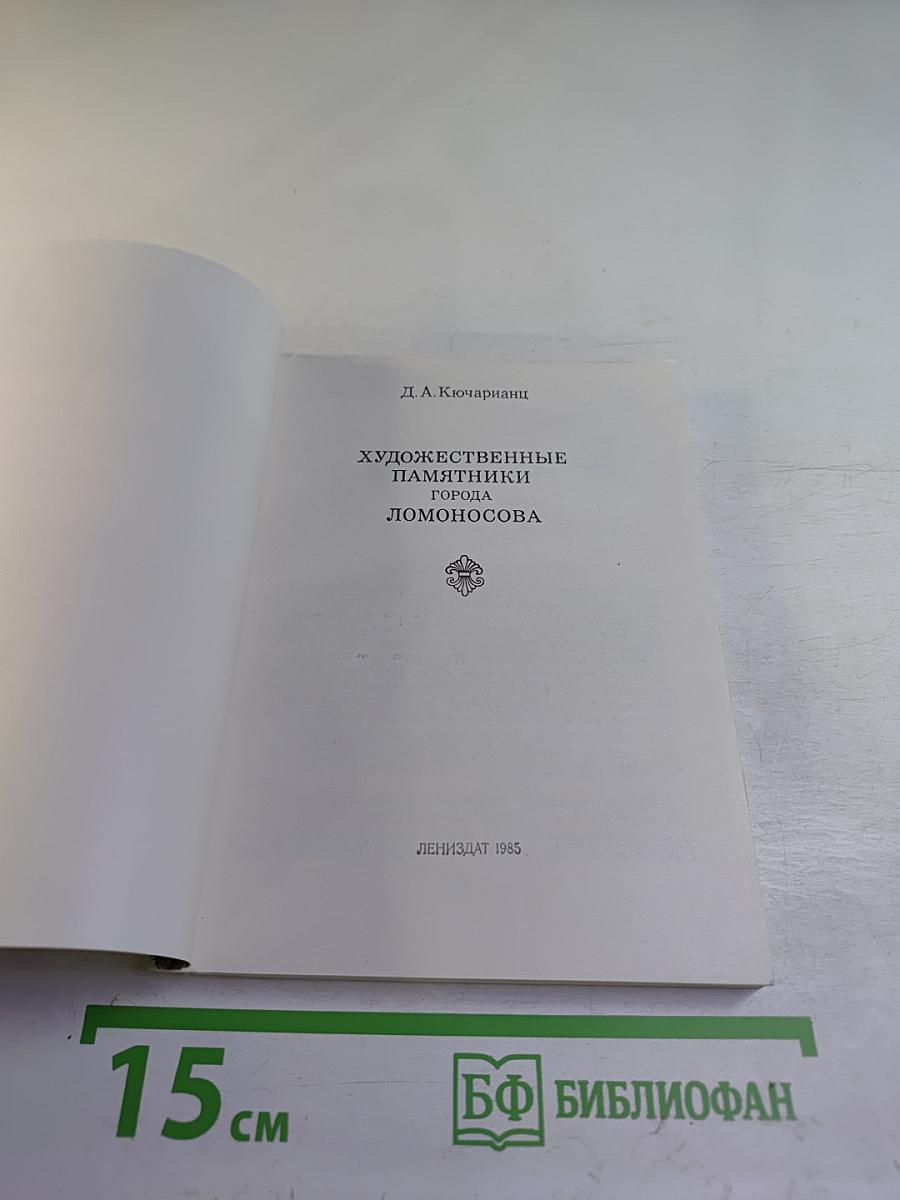 Д. А. Кючарианц
ХУДОЖЕСТВЕННЫЕ
ПАМЯТНИКИ
ГОРОДА
ЛОМОНОСОВА
ЛЕНИЗДАТ 1985
15 см
БФ БИБЛИОФАН